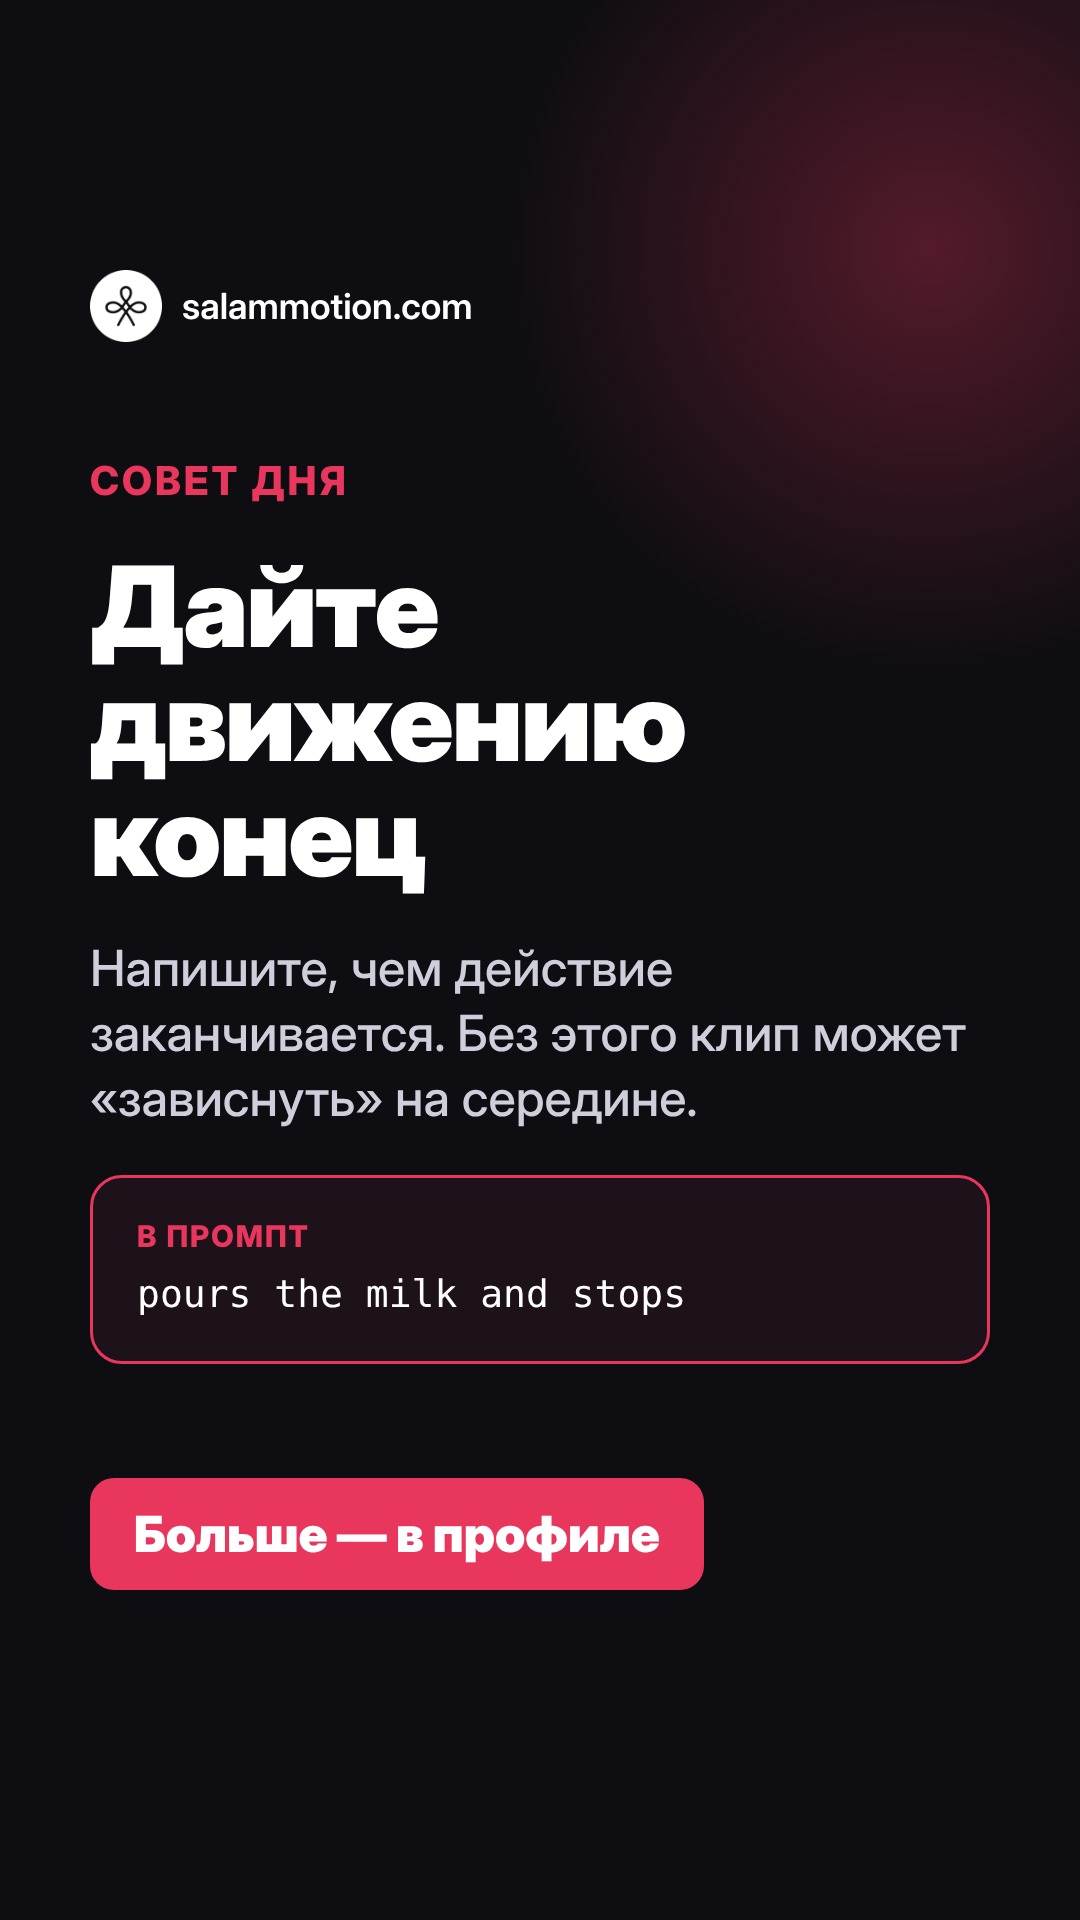 salammotion.com
СОВЕТ ДНЯ
Дайте
движению
конец
Напишите, чем действие
заканчивается. Без этого клип может
«зависнуть» на середине.
В ПРОМПТ
pours the milk and stops
Больше — в профиле